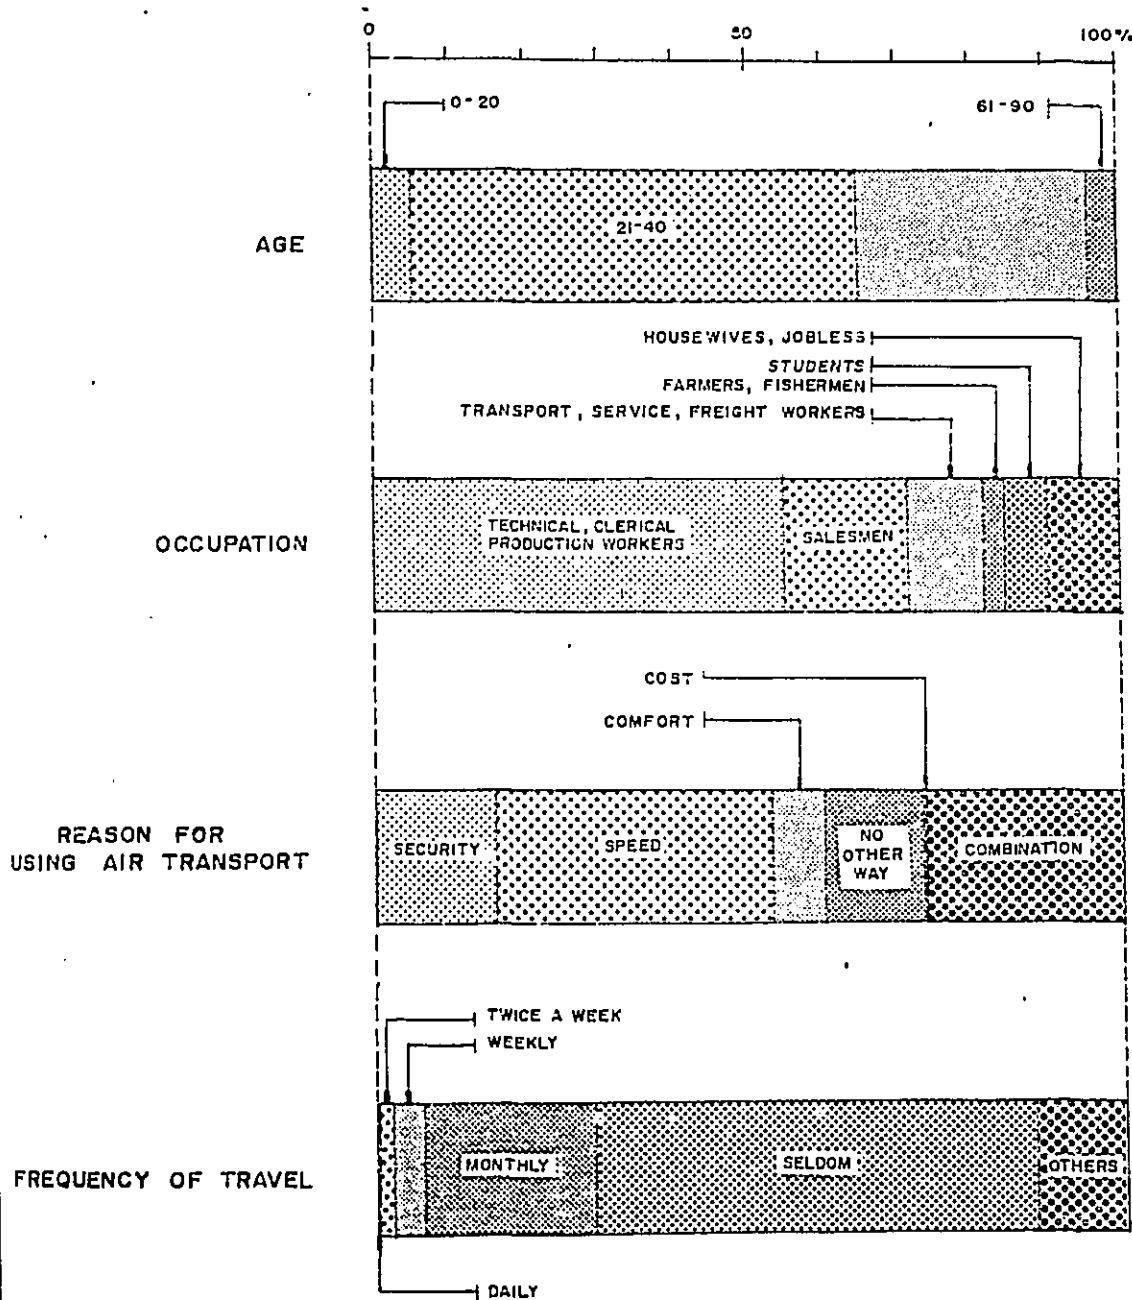 0
50
100%
0-20
61-90
AGE
21-40
HOUSEWIVES, JOBLESS
STUDENTS
FARMERS, FISHERMEN
TRANSPORT, SERVICE, FREIGHT WORKERS
OCCUPATION
TECHNICAL, CLERICAL
PRODUCTION WORKERS
SALESMEN
COST
COMFORT
REASON FOR
USING AIR TRANSPORT
SECURITY
SPEED
NO
OTHER
WAY
COMBINATION
TWICE A WEEK
WEEKLY
FREQUENCY OF TRAVEL
MONTHLY
SELDOM
OTHERS
DAILY